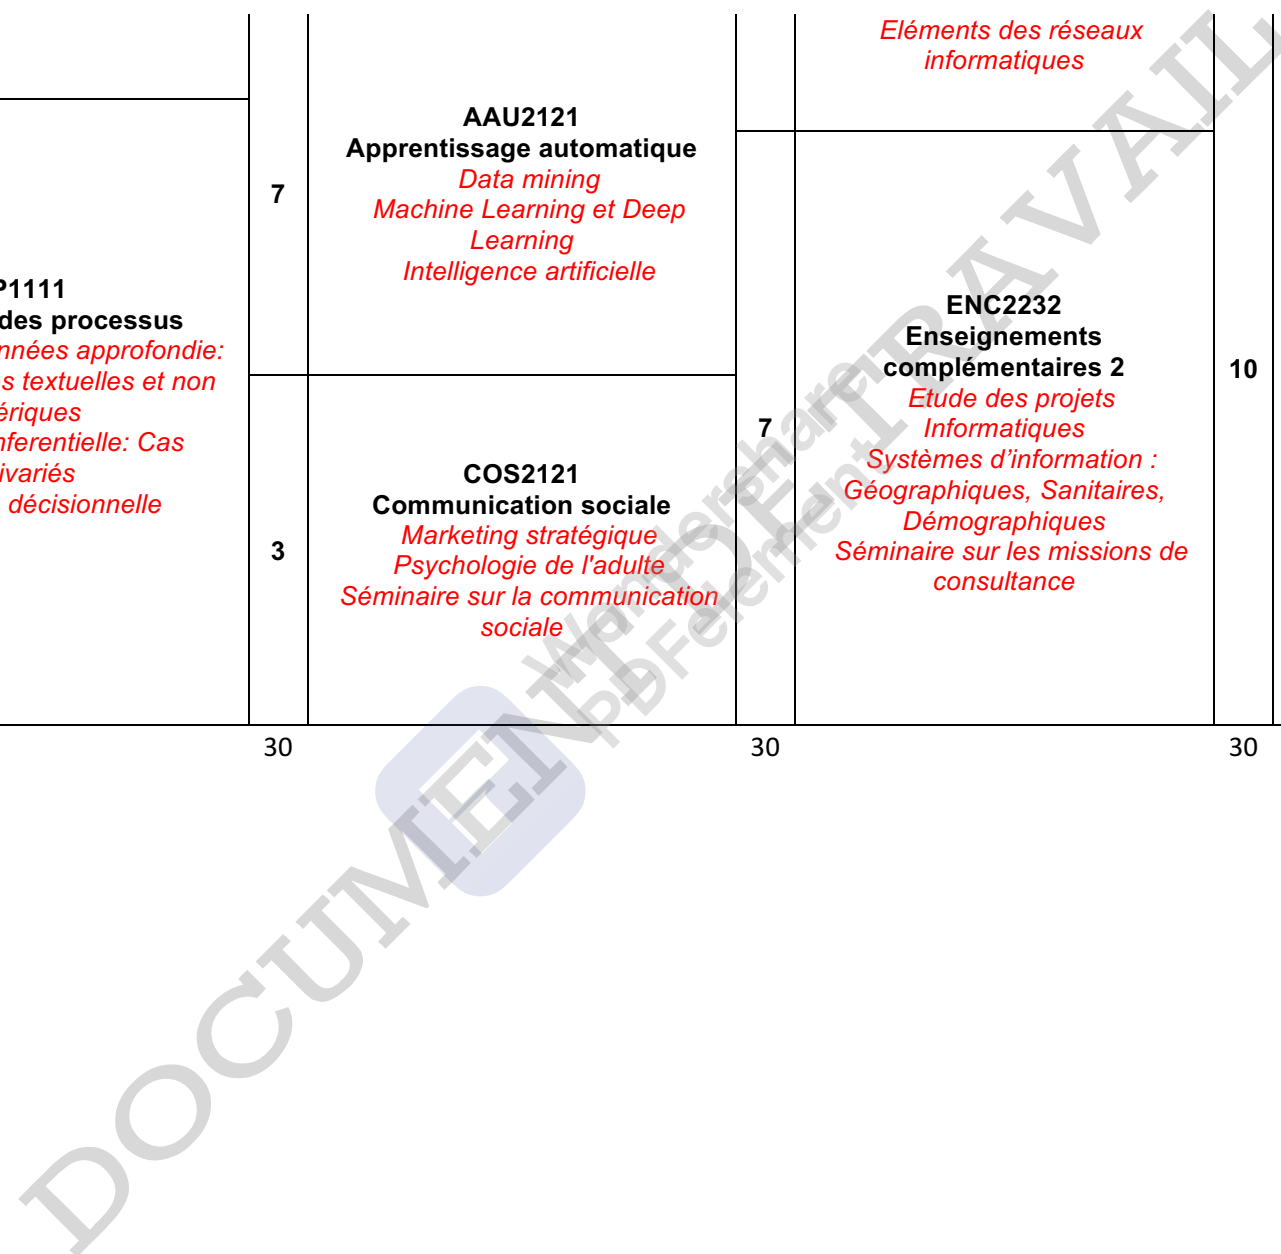 Eléments des réseaux
informatiques
P1111
des processus
nnées approfondie:
s textuelles et non
ériques
nferentielle: Cas
ivariés
décisionnelle
7
AAU2121
Apprentissage automatique
Data mining
Machine Learning et Deep
Learning
Intelligence artificielle
3
COS2121
Communication sociale
Marketing stratégique
Psychologie de l'adulte
Séminaire sur la communication
sociale
7
ENC2232
Enseignements
complémentaires 2
Etude des projets
Informatiques
Systèmes d’information :
Géographiques, Sanitaires,
Démographiques
Séminaire sur les missions de
consultance
10
30
30
30
DOCUMENT DE TRAVAIL
Wondershare
PDFelement